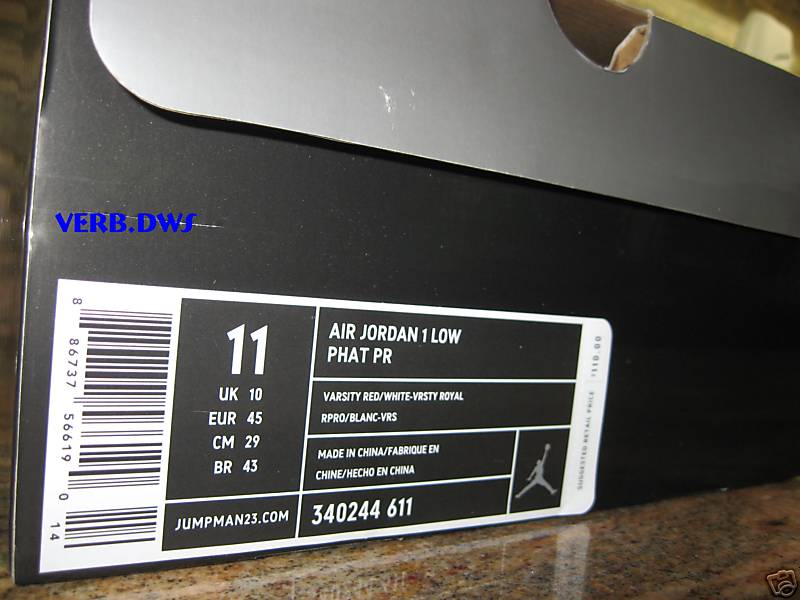 VERB.DWS
8 86737 56619 0 14
11
UK 10
EUR 45
CM 29
BR 43
JUMPMAN23.COM
AIR JORDAN 1 LOW
PHAT PR
VARSITY RED/WHITE-VRSTY ROYAL
RPRO/BLANC-VRS
MADE IN CHINA/FABRIQUE EN
CHINE/HECHO EN CHINA
340244 611
SUGGESTED RETAIL PRICE $110.00